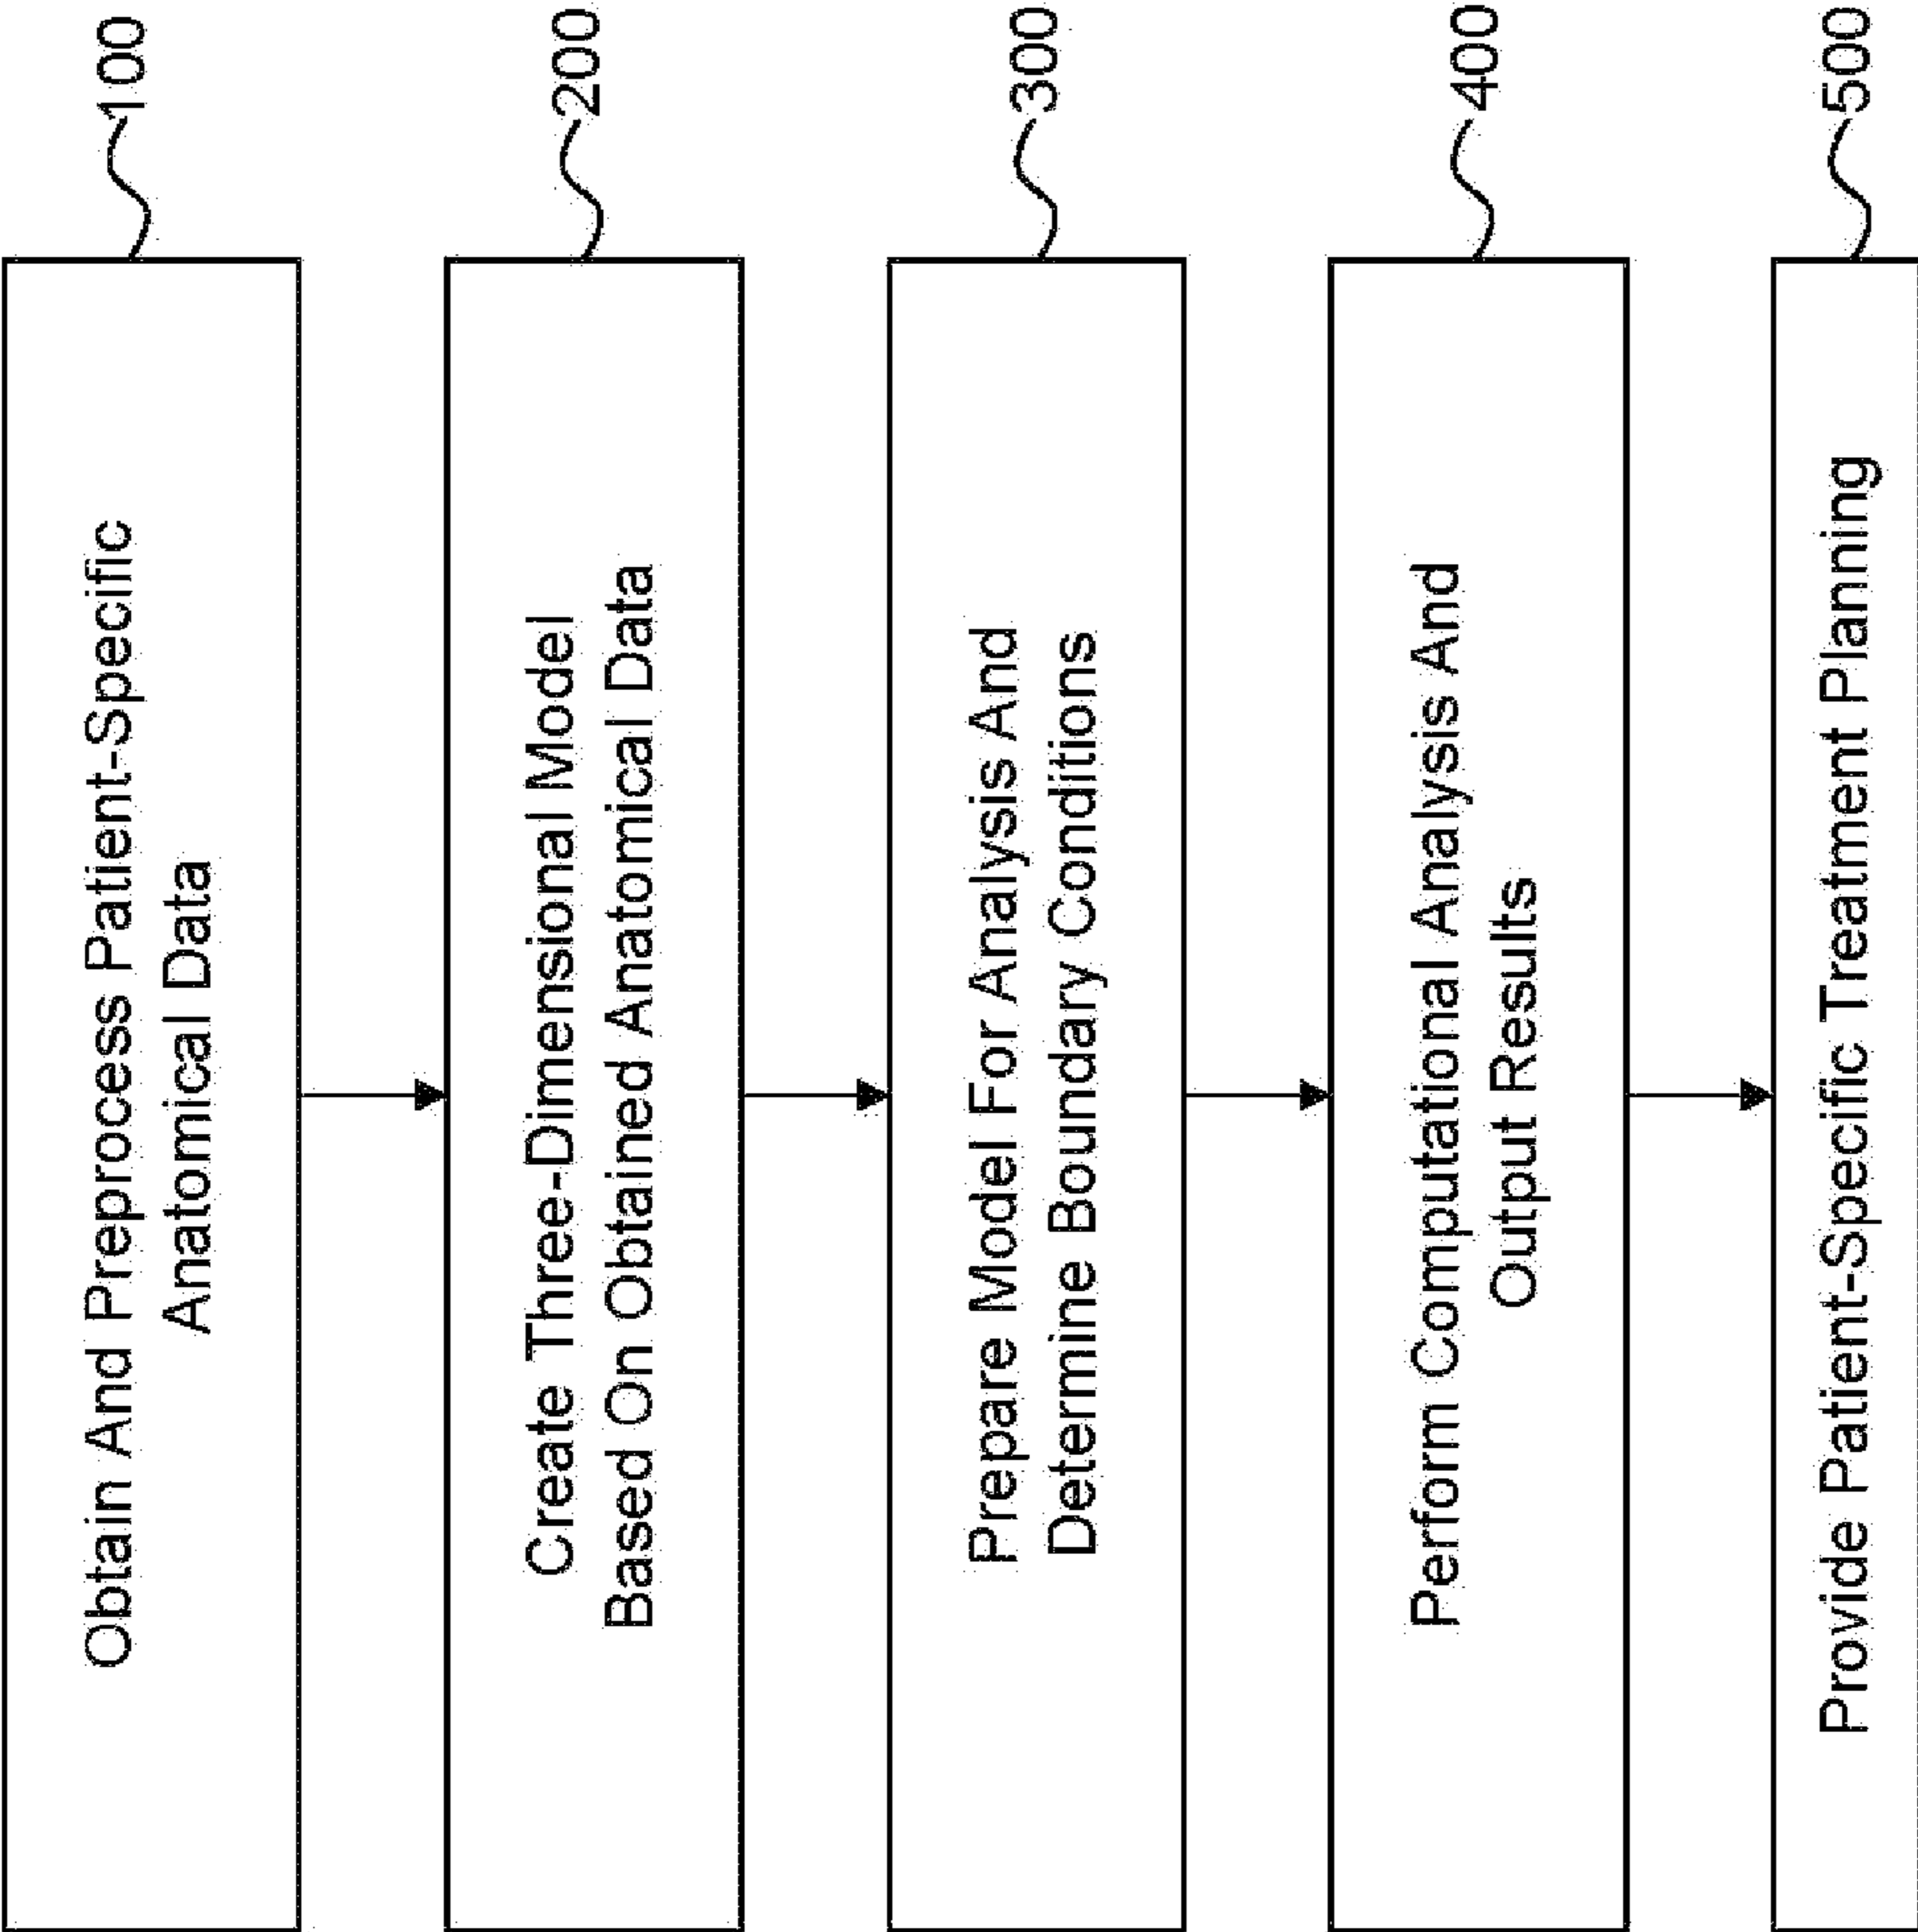 Obtain And Preprocess Patient-Specific
Anatomical Data
100
Create Three-Dimensional Model
Based On Obtained Anatomical Data
200
Prepare Model For Analysis And
Determine Boundary Conditions
300
Perform Computational Analysis And
Output Results
400
Provide Patient-Specific Treatment Planning
500